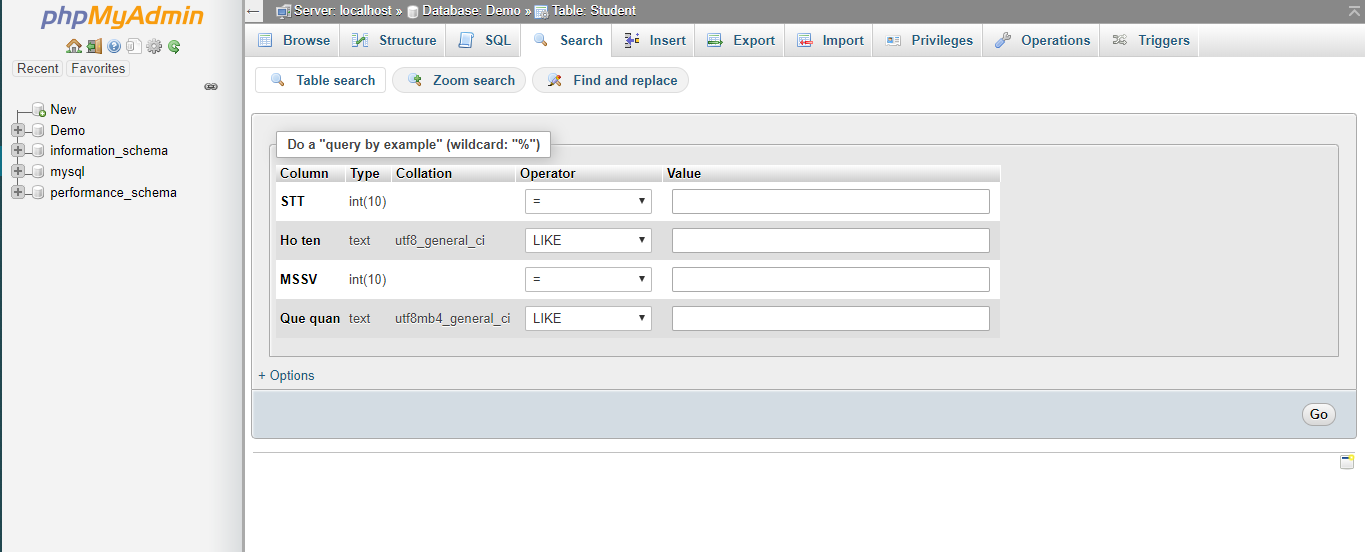 phpMyAdmin
Recent Favorites
New
Demo
information_schema
mysql
performance_schema
Server: localhost » Database: Demo » Table: Student
Browse Structure SQL Search Insert Export Import Privileges Operations Triggers
Table search Zoom search Find and replace
Do a "query by example" (wildcard: "%")
Column Type Collation Operator Value
STT int(10) =
Ho ten text utf8_general_ci LIKE
MSSV int(10) =
Que quan text utf8mb4_general_ci LIKE
+ Options
Go